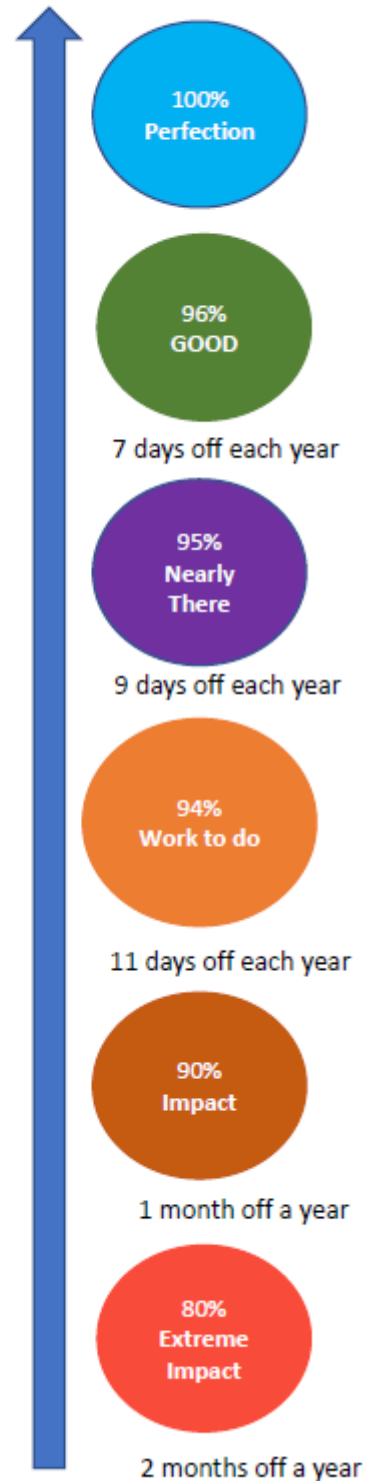 100%
Perfection
96%
GOOD
7 days off each year
95%
Nearly
There
9 days off each year
94%
Work to do
11 days off each year
90%
Impact
1 month off a year
80%
Extreme
Impact
2 months off a year